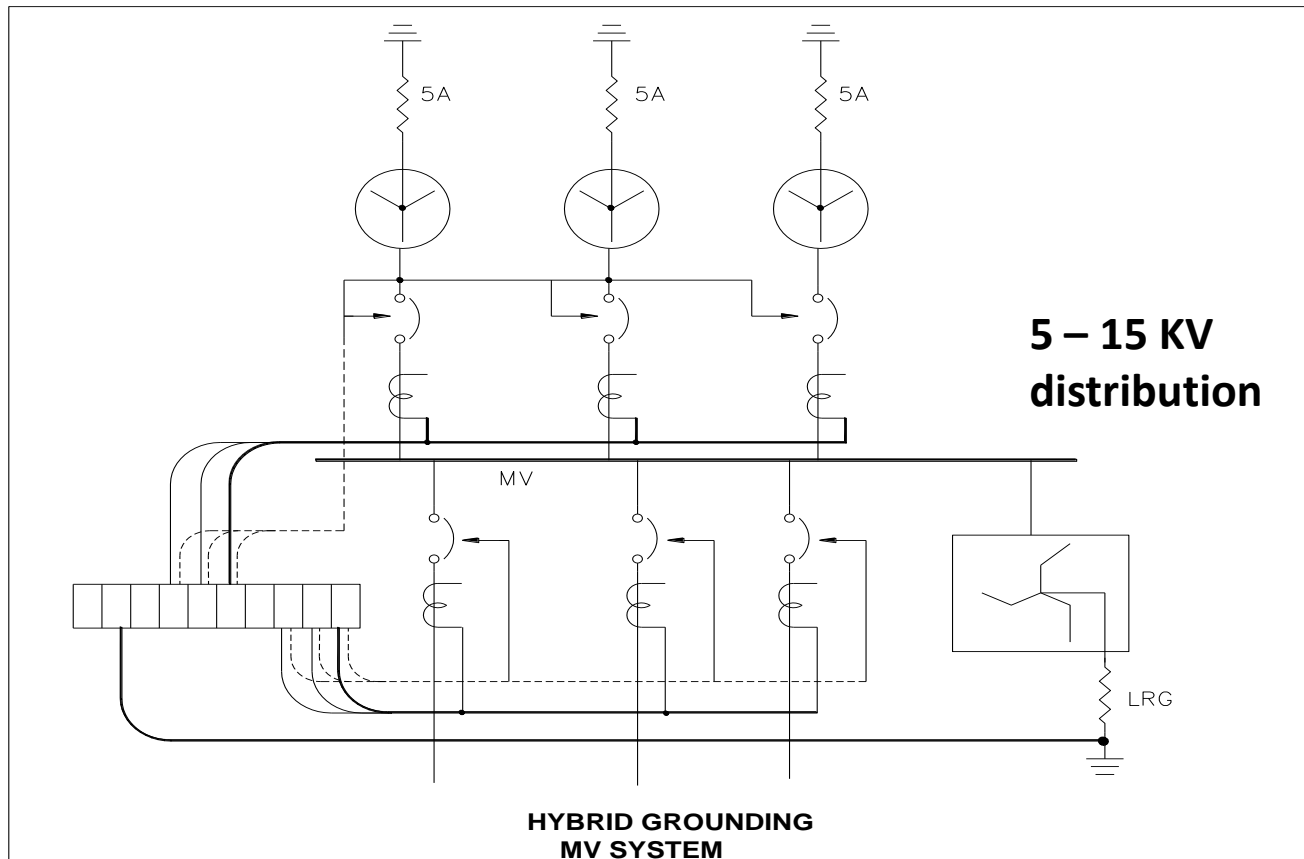 5A
5A
5A
5 – 15 KV
distribution
MV
LRG
HYBRID GROUNDING
MV SYSTEM